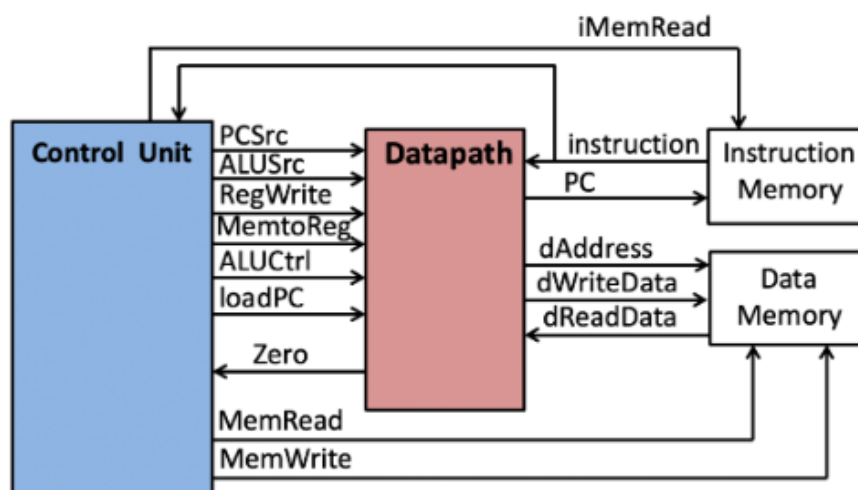 iMemRead
Control Unit
PCSrc
ALUSrc
RegWrite
MemtoReg
ALUCtrl
loadPC
Zero
MemRead
MemWrite
Datapath
instruction
PC
dAddress
dWriteData
dReadData
Instruction
Memory
Data
Memory